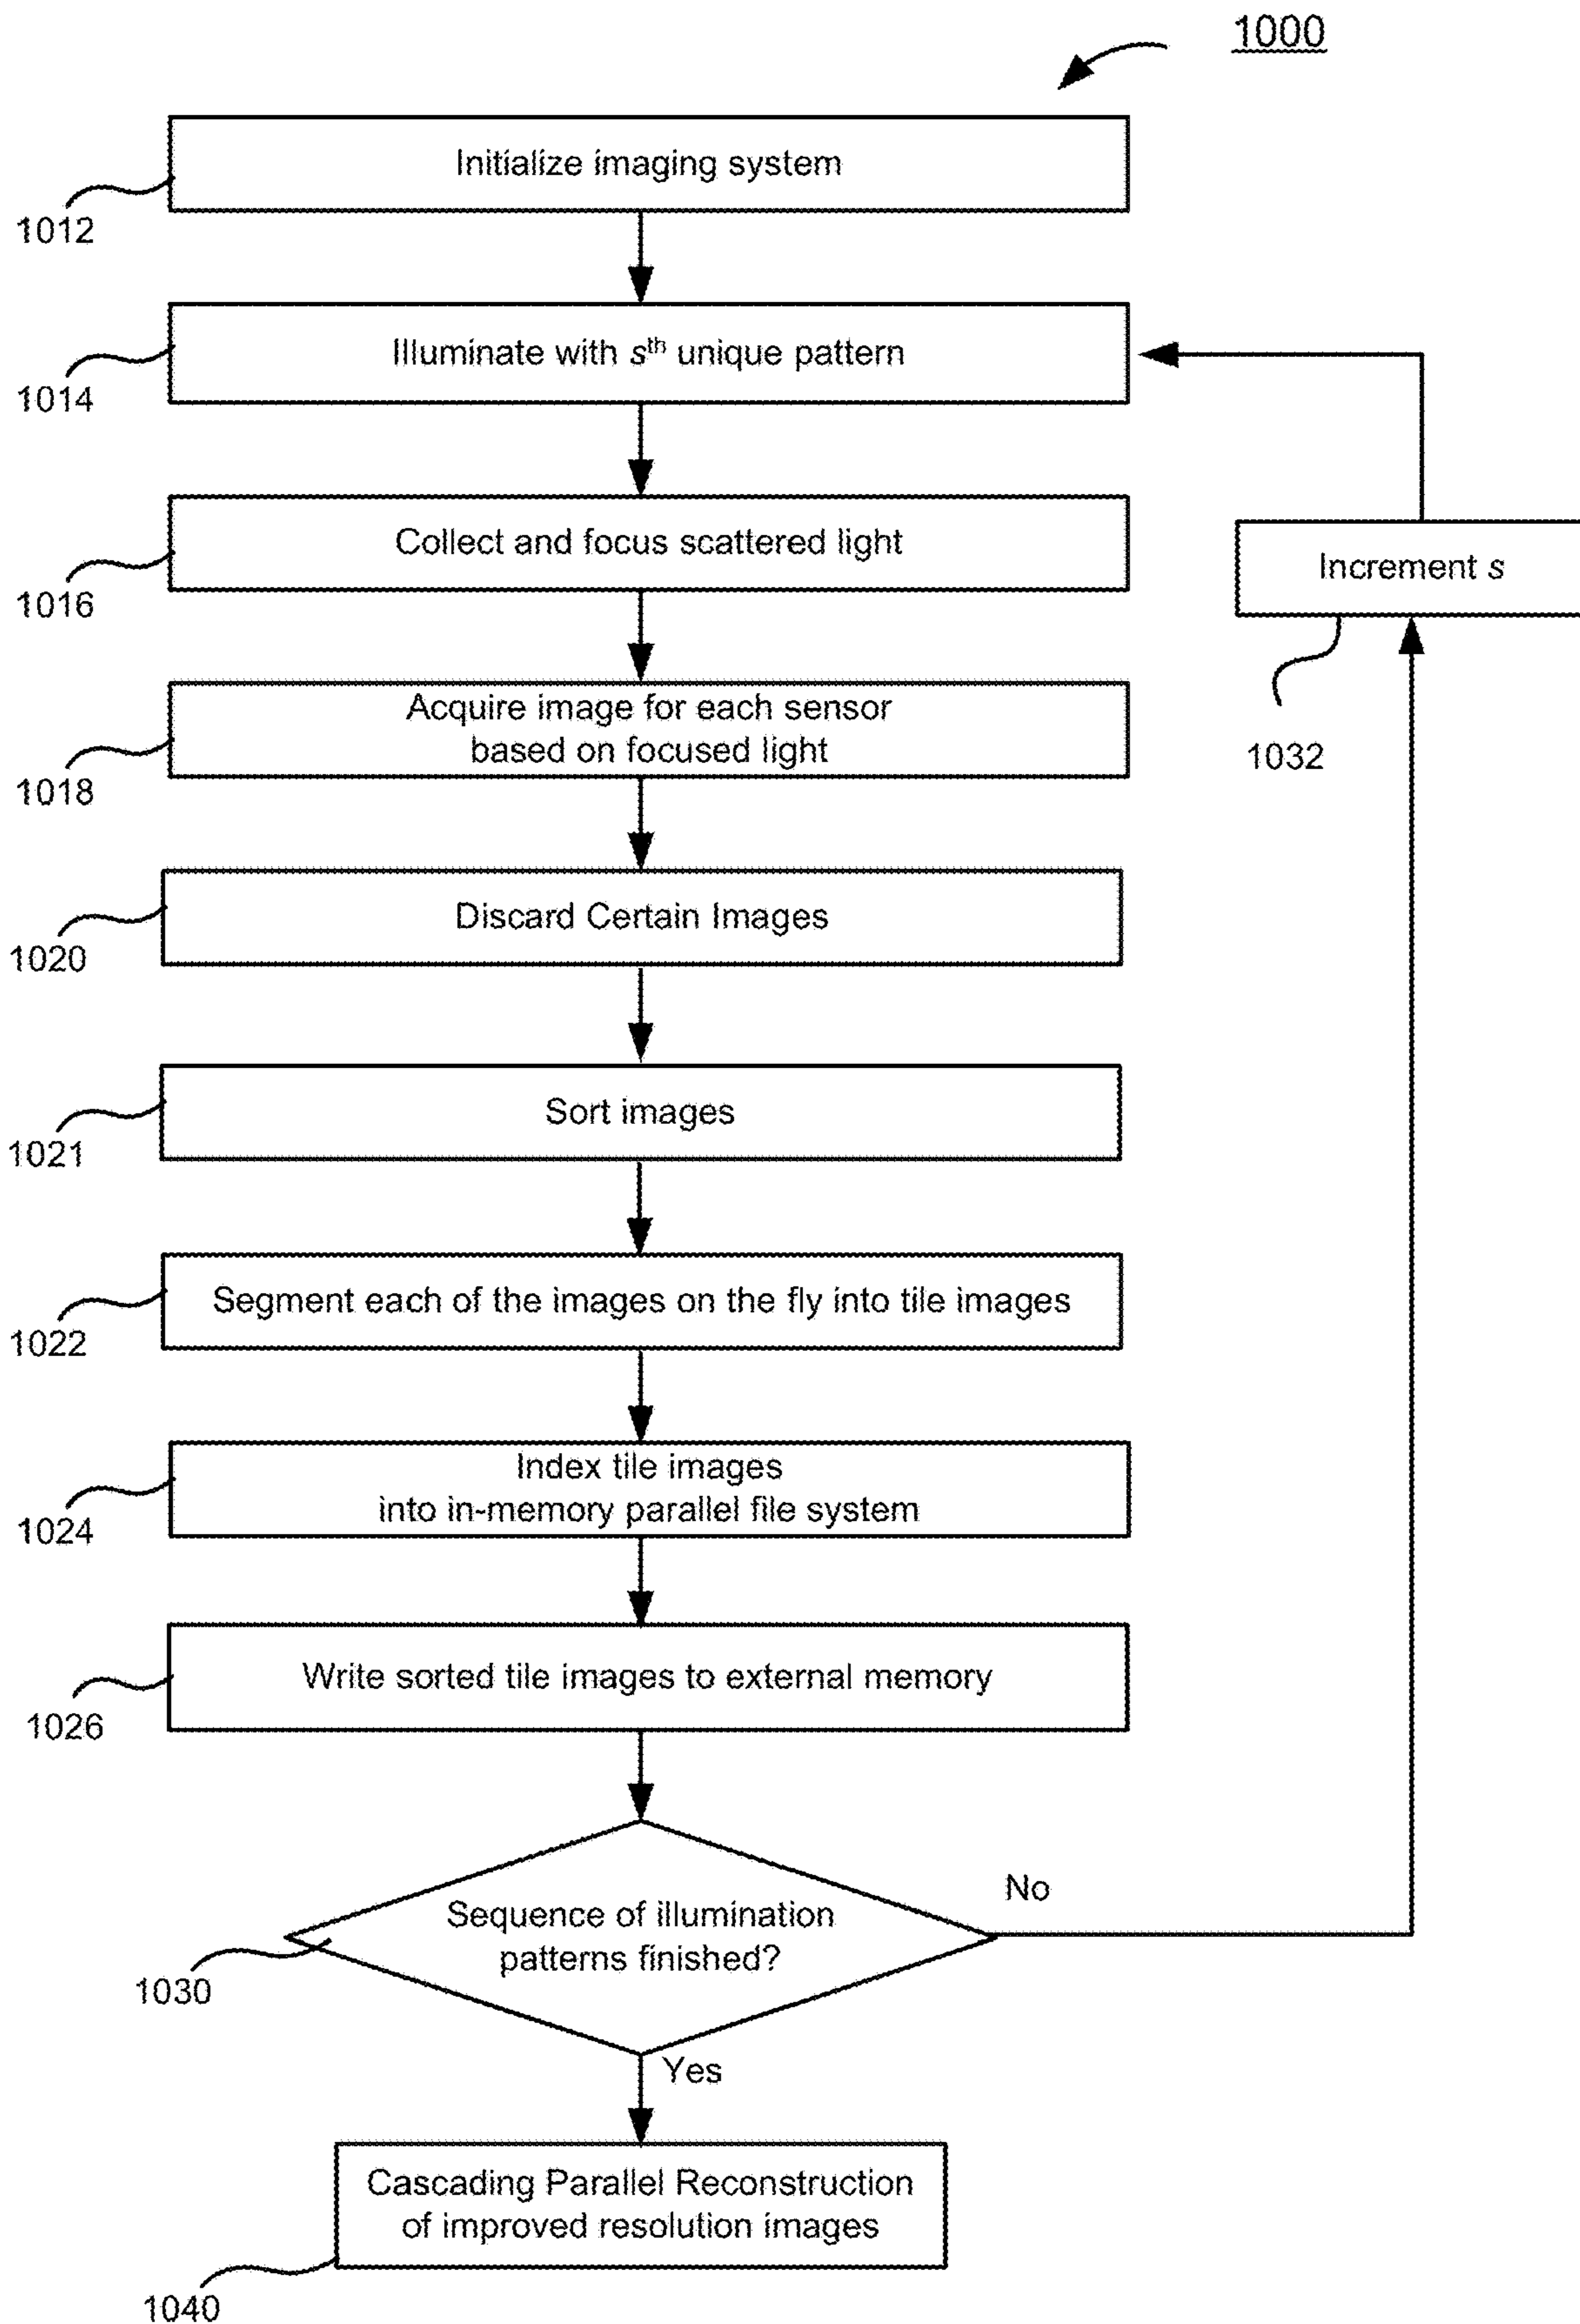 1000
Initialize imaging system
1012
Illuminate with sth unique pattern
1014
Collect and focus scattered light
1016
Increment s
1032
Acquire image for each sensor
based on focused light
1018
Discard Certain Images
1020
Sort images
1021
Segment each of the images on the fly into tile images
1022
Index tile images
into in-memory parallel file system
1024
Write sorted tile images to external memory
1026
No
Sequence of illumination
patterns finished?
1030
Yes
Cascading Parallel Reconstruction
of improved resolution images
1040